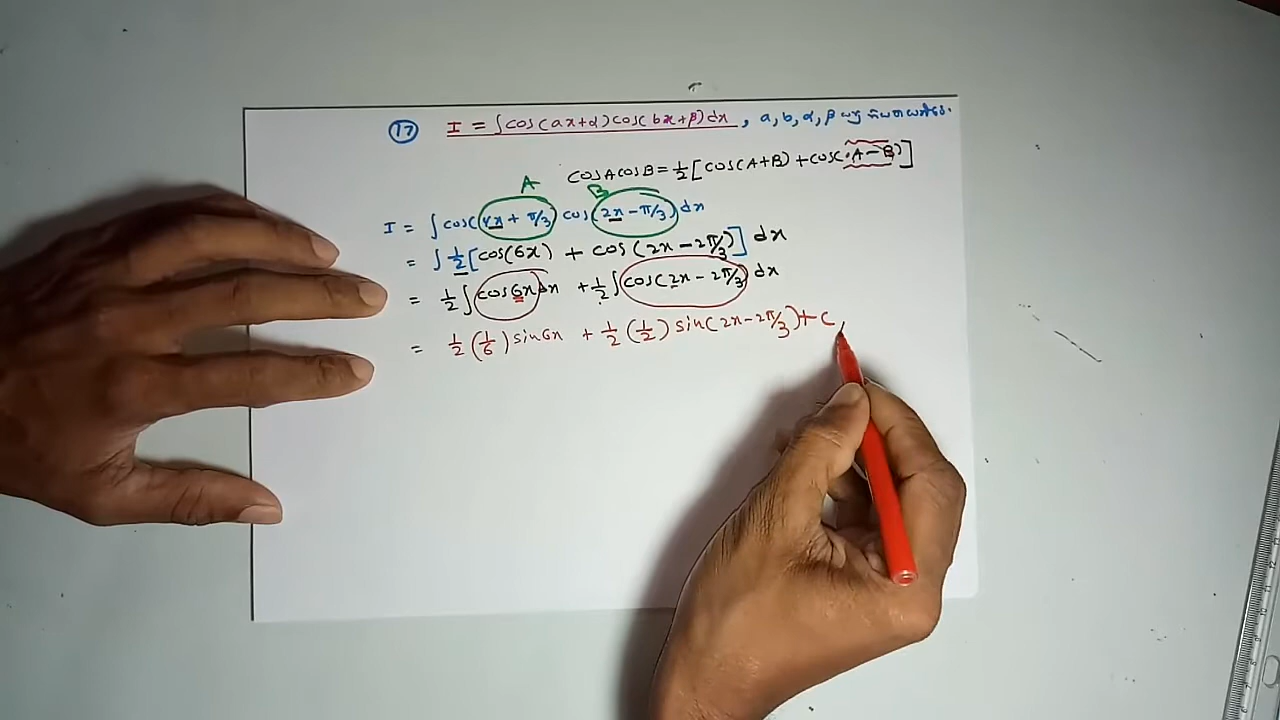 17 I = ∫cos(ax+α)cos(bx+β)dx, a, b, α, β
cosAcosB = ½[cos(A+B) + cos(A-B)]
A B
I = ∫ cos(4x + π/3) cos(2x - π/3) dx
= ∫ ½[cos(6x) + cos(2x - 2π/3)] dx
= ½ ∫ cos6x dx + ½ ∫ cos(2x - 2π/3) dx
= ½ (1/6) sin6x + ½ (½) sin(2x - 2π/3) + C